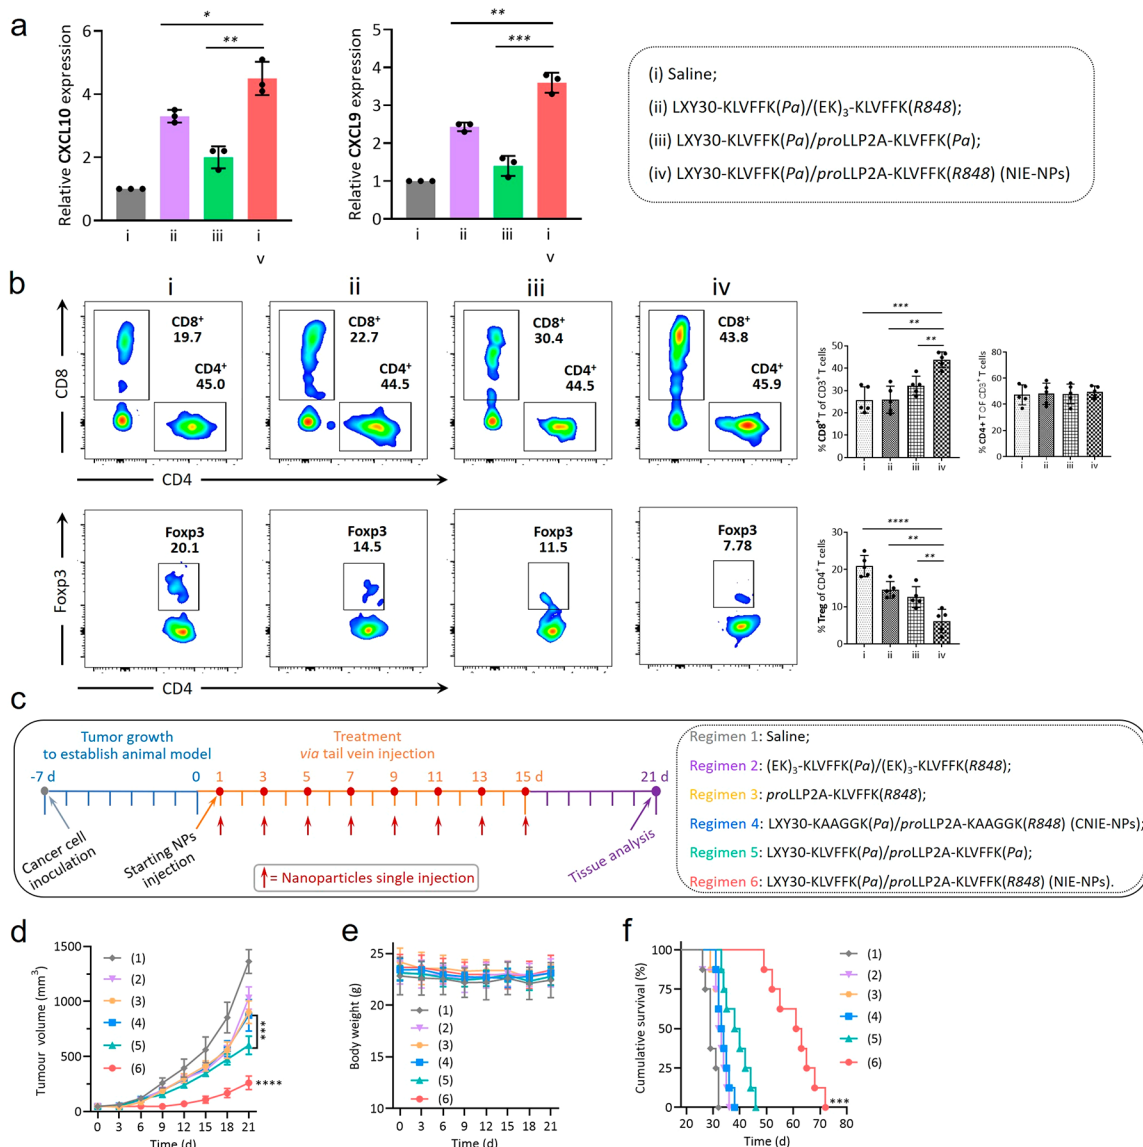 a
Relative CXCL10 expression
6
4
2
0
*
**
i
ii
iii
i
v
Relative CXCL9 expression
5
4
3
2
1
0
**
***
i
ii
iii
i
v
(i) Saline;
(ii) LXY30-KLVFFK(Pa)/(EK)₃-KLVFFK(R848);
(iii) LXY30-KLVFFK(Pa)/proLLP2A-KLVFFK(Pa);
(iv) LXY30-KLVFFK(Pa)/proLLP2A-KLVFFK(R848) (NIE-NPs)
b
i
ii
iii
iv
CD8
CD8⁺
19.7
CD4⁺
45.0
CD8⁺
22.7
CD4⁺
44.5
CD8⁺
30.4
CD4⁺
44.5
CD8⁺
43.8
CD4⁺
45.9
CD4
% CD8⁺ T of CD3⁺ T cells
50
40
30
20
10
0
***
**
**
i
ii
iii
iv
% CD4+ T OF CD3⁺ T cells
80
60
40
20
0
i
ii
iii
iv
Foxp3
Foxp3
20.1
Foxp3
14.5
Foxp3
11.5
Foxp3
7.78
CD4
% Treg of CD4⁺ T cells
30
20
10
0
****
**
**
i
ii
iii
iv
c
Tumor growth
to establish animal model
Treatment
via tail vein injection
-7 d
0
1
3
5
7
9
11
13
15 d
21 d
Cancer cell
inoculation
Starting NPs
injection
Tissue analysis
= Nanoparticles single injection
Regimen 1: Saline;
Regimen 2: (EK)₃-KLVFFK(Pa)/(EK)₃-KLVFFK(R848);
Regimen 3: proLLP2A-KLVFFK(R848);
Regimen 4: LXY30-KAAGGK(Pa)/proLLP2A-KAAGGK(R848) (CNIE-NPs);
Regimen 5: LXY30-KLVFFK(Pa)/proLLP2A-KLVFFK(Pa);
Regimen 6: LXY30-KLVFFK(Pa)/proLLP2A-KLVFFK(R848) (NIE-NPs).
d
Tumour volume (mm³)
1500
1000
500
0
(1)
(2)
(3)
(4)
(5)
(6)
***
****
0 3 6 9 12 15 18 21
Time (d)
e
Body weight (g)
25
20
15
10
(1)
(2)
(3)
(4)
(5)
(6)
0 3 6 9 12 15 18 21
Time (d)
f
Cumulative survival (%)
100
75
50
25
0
(1)
(2)
(3)
(4)
(5)
(6)
***
20 30 40 50 60 70 80
Time (d)